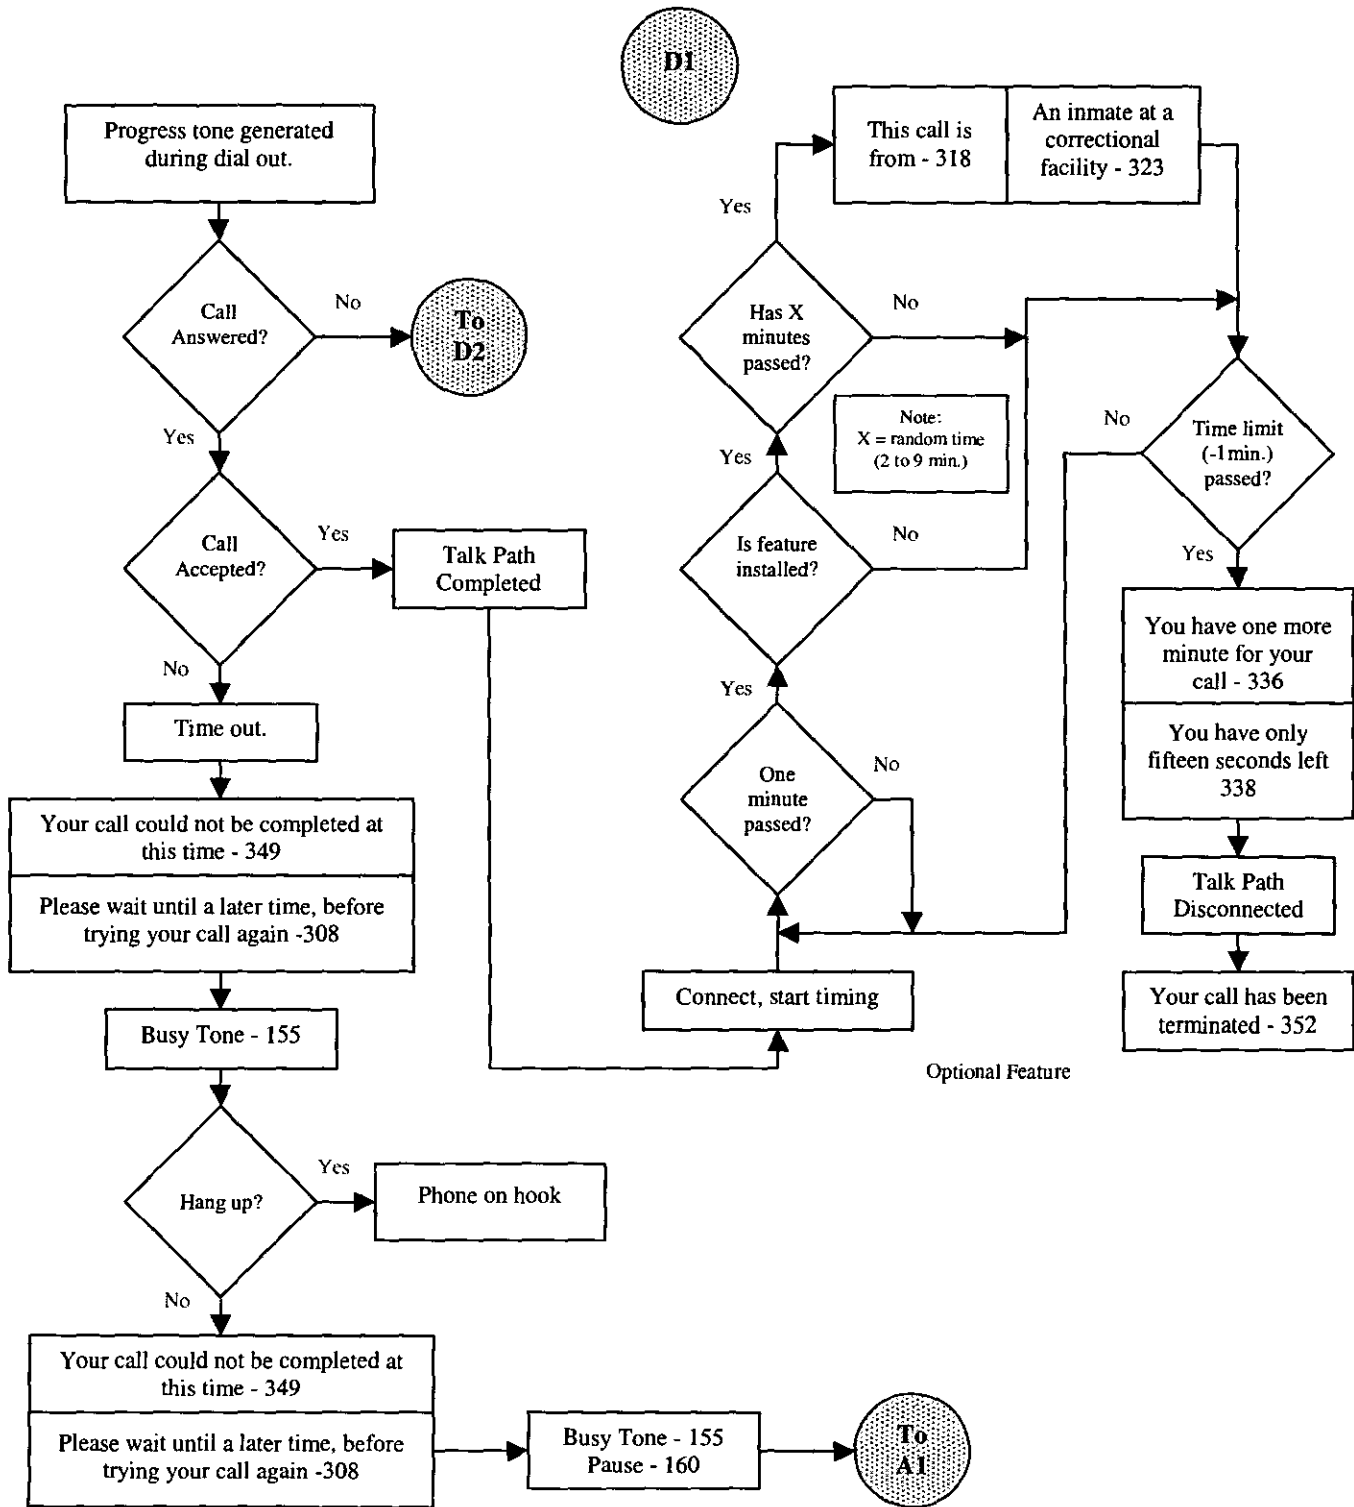 D1
Progress tone generated
during dial out.
Call
Answered?
No
To
D2
Yes
Call
Accepted?
Yes
Talk Path
Completed
No
Time out.
Your call could not be completed at
this time - 349
Please wait until a later time, before
trying your call again -308
Busy Tone - 155
Hang up?
Yes
Phone on hook
No
Your call could not be completed at
this time - 349
Please wait until a later time, before
trying your call again -308
Busy Tone - 155
Pause - 160
To
A1
This call is
from - 318
An inmate at a
correctional
facility - 323
Yes
Has X
minutes
passed?
No
Note:
X = random time
(2 to 9 min.)
Yes
Is feature
installed?
No
Yes
One
minute
passed?
No
Connect, start timing
Optional Feature
No
Time limit
(-1min.)
passed?
Yes
You have one more
minute for your
call - 336
You have only
fifteen seconds left
338
Talk Path
Disconnected
Your call has been
terminated - 352